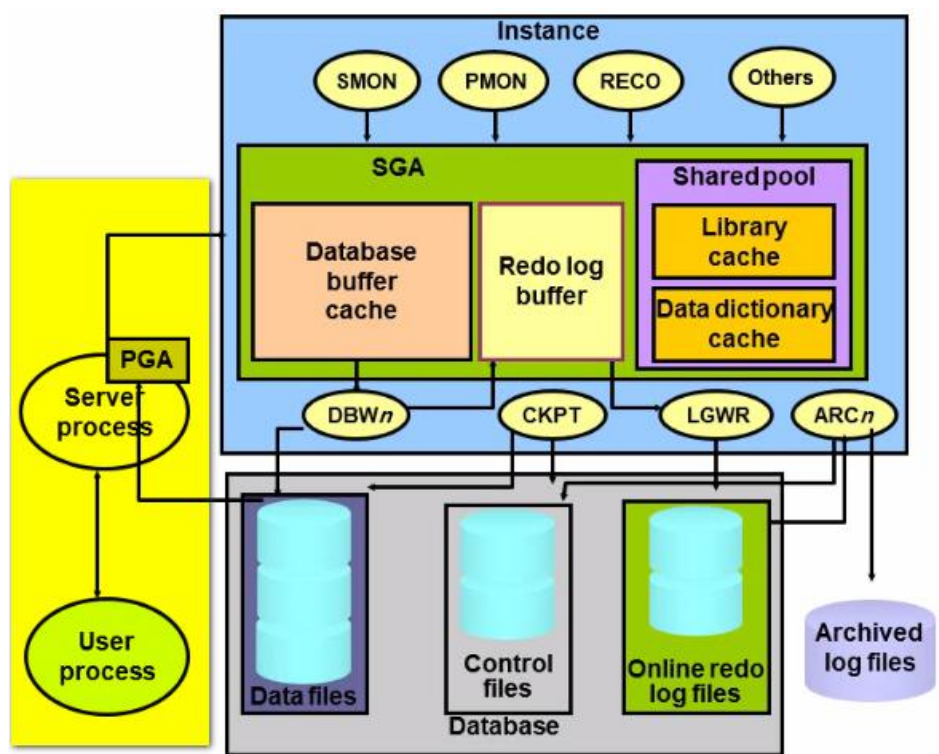 Instance
SMON
PMON
RECO
Others
SGA
Shared pool
Database
buffer
cache
Redo log
buffer
Library
cache
Data dictionary
cache
PGA
Server
process
DBWn
CKPT
LGWR
ARCn
User
process
Data files
Control
files
Online redo
log files
Archived
log files
Database